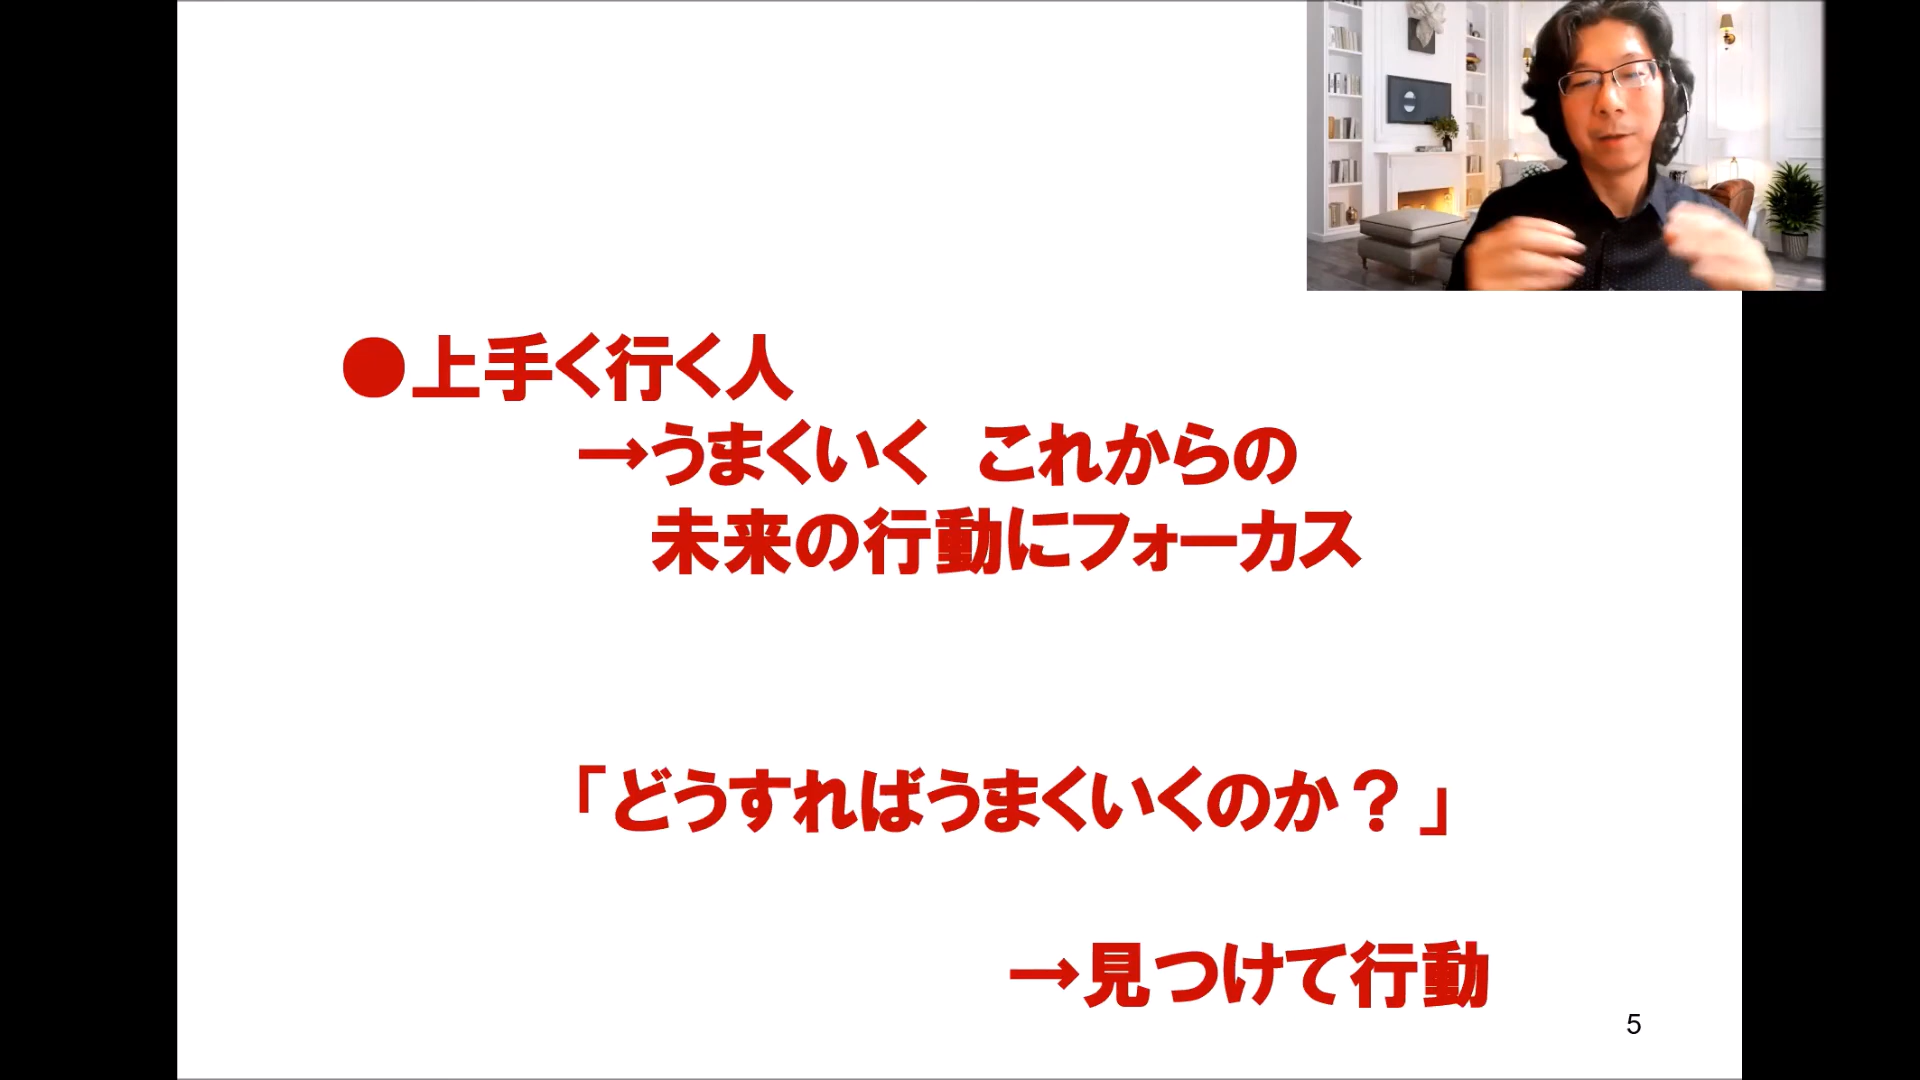 ●上手く行く人
→うまくいく　これからの
未来の行動にフォーカス
「どうすればうまくいくのか？」
→見つけて行動
5